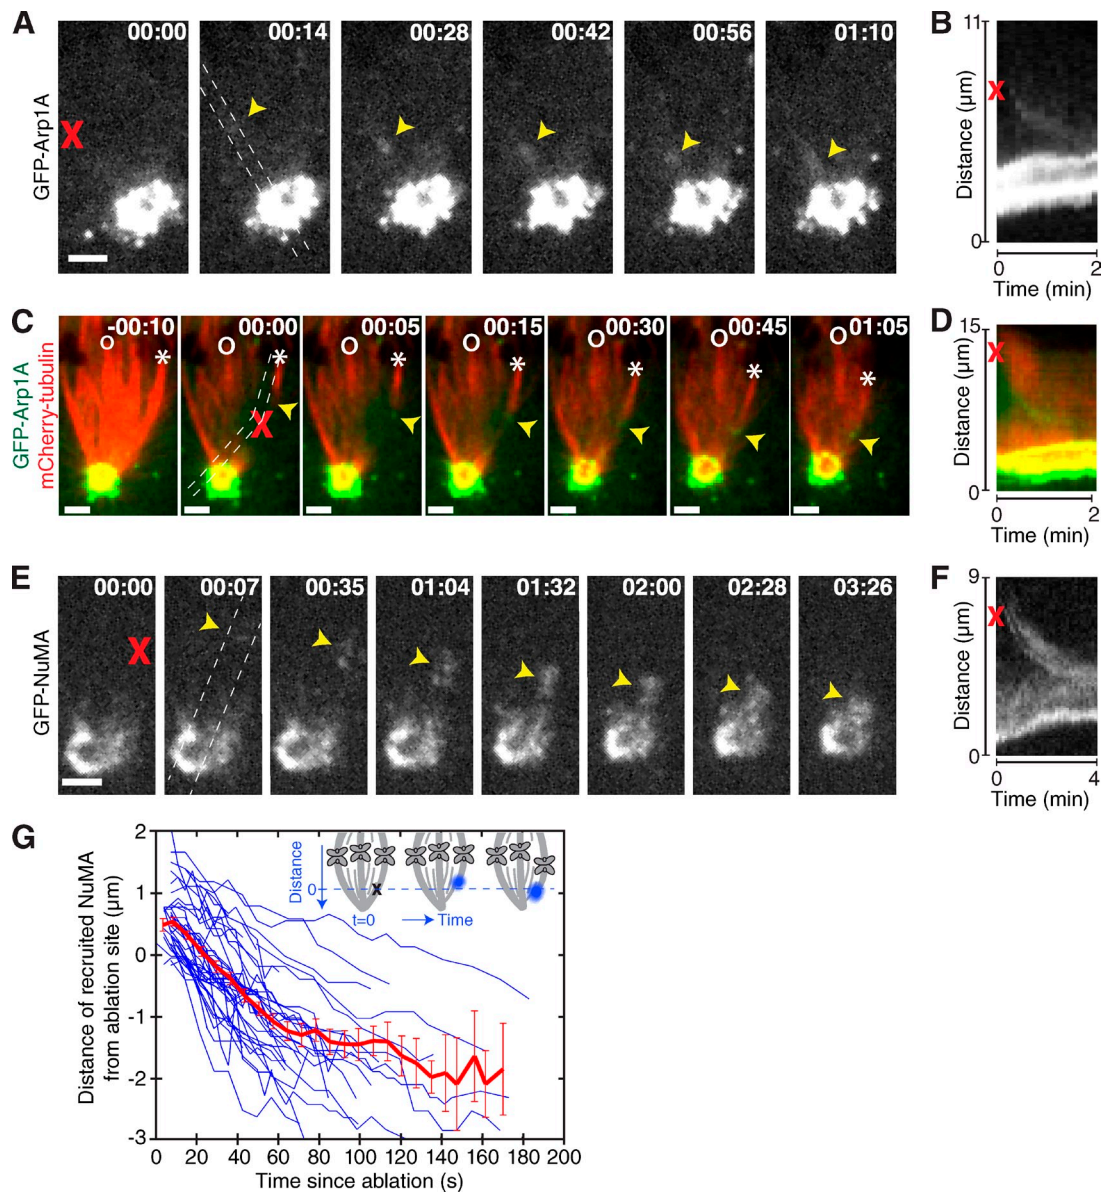 A
GFP-Arp1A
00:00
00:14
00:28
00:42
00:56
01:10
X
B
Distance (µm)
11
0
X
0
2
Time (min)
C
GFP-Arp1A
mCherry-tubulin
-00:10
00:00
00:05
00:15
00:30
00:45
01:05
O
*
O
*
O
*
O
*
O
*
O
*
O
*
X
D
Distance (µm)
15
0
X
0
2
Time (min)
E
GFP-NuMA
00:00
00:07
00:35
01:04
01:32
02:00
02:28
03:26
X
F
Distance (µm)
9
0
X
0
4
Time (min)
G
Distance of recruited NuMA
from ablation site (µm)
2
1
0
-1
-2
-3
Distance
0
x
t=0
Time
0 20 40 60 80 100 120 140 160 180 200
Time since ablation (s)